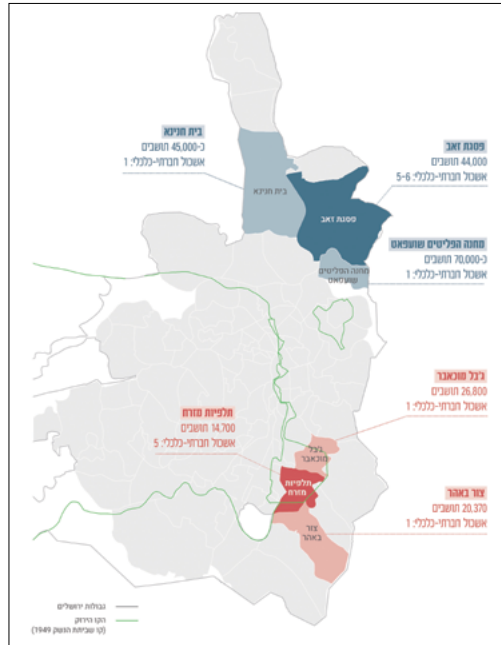 בית חנינא
כ-45,000 תושבים
אשכול חברתי-כלכלי: 1
פסגת זאב
44,000 תושבים
אשכול חברתי-כלכלי: 5-6
בית חנינא
פסגת זאב
מחנה הפליטים שועפאט
כ-70,000 תושבים
אשכול חברתי-כלכלי: 1
מחנה הפליטים
שועפאט
ג'בל מוכאבר
26,800 תושבים
אשכול חברתי-כלכלי: 1
תלפיות מזרח
14,700 תושבים
אשכול חברתי-כלכלי: 5
ג'בל
מוכאבר
תלפיות
מזרח
צור באהר
20,370 תושבים
אשכול חברתי-כלכלי: 1
צור
באהר
גבולות ירושלים
הקו הירוק
(קו שביתת הנשק 1949)